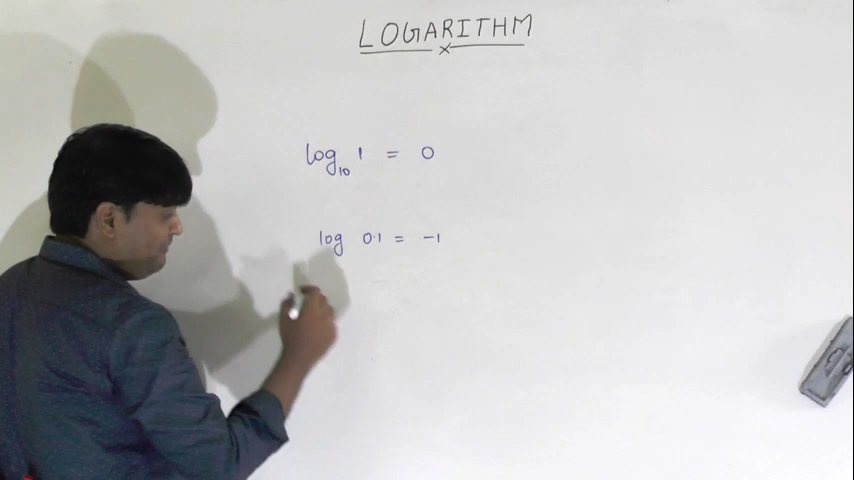 LOGARITHM
log₁₀ 1 = 0
log 0.1 = -1